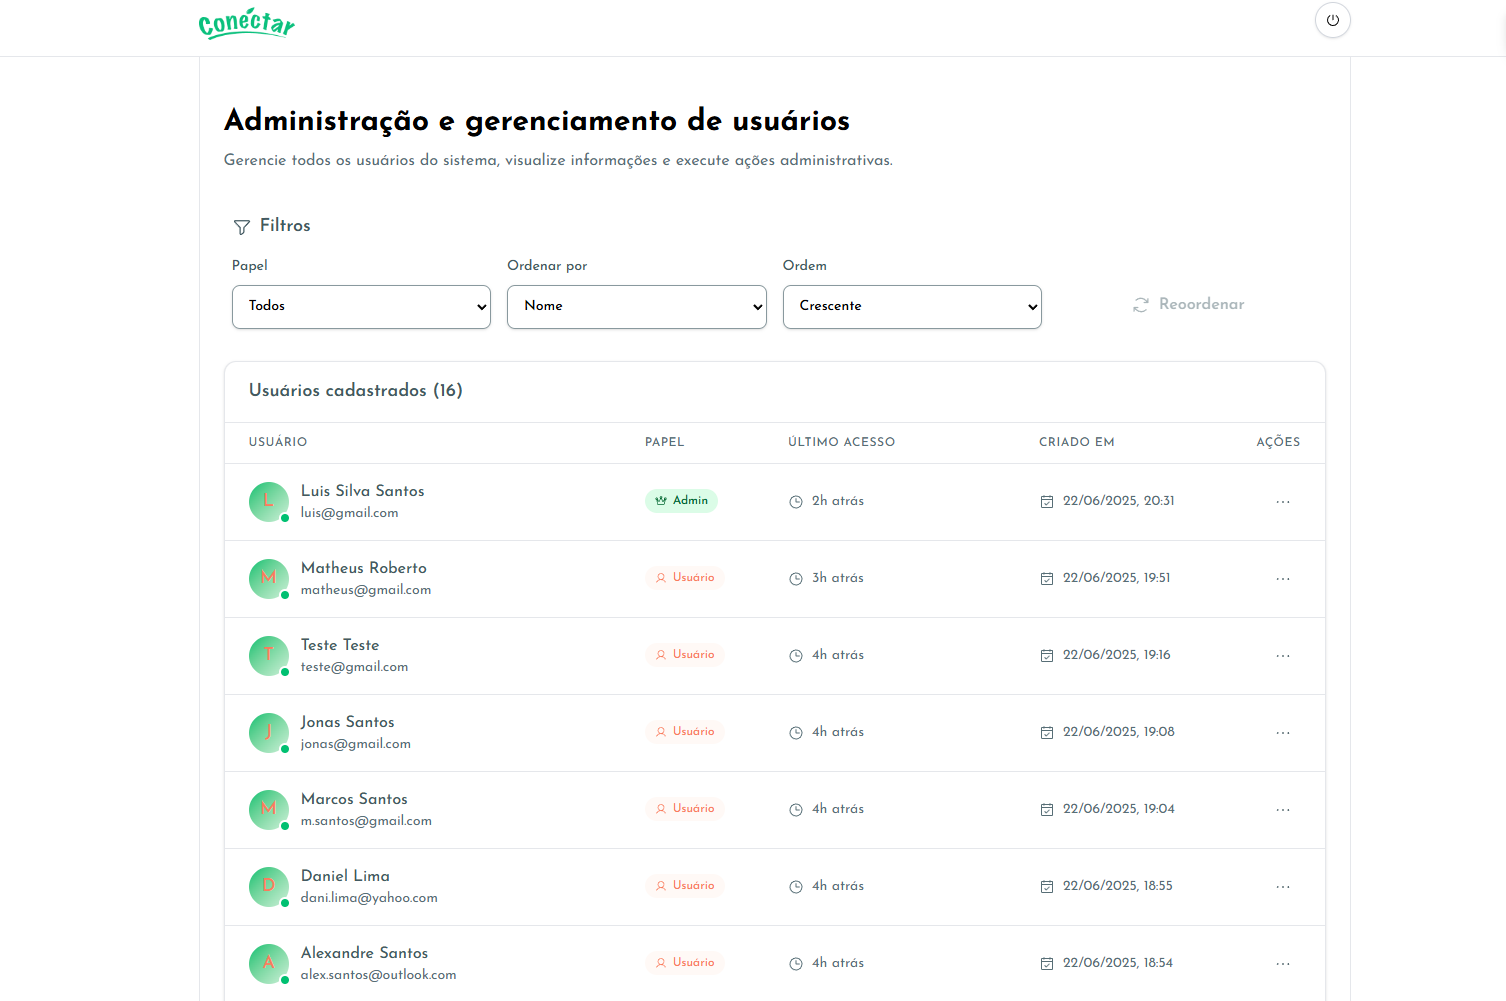 Conéctar
Administração e gerenciamento de usuários
Gerencie todos os usuários do sistema, visualize informações e execute ações administrativas.
Filtros
Papel Ordenar por Ordem
Todos Nome Crescente Reoordenar
Usuários cadastrados (16)
USUÁRIO PAPEL ÚLTIMO ACESSO CRIADO EM AÇÕES
L Luis Silva Santos Admin 2h atrás 22/06/2025, 20:31 ...
luis@gmail.com
M Matheus Roberto Usuário 3h atrás 22/06/2025, 19:51 ...
matheus@gmail.com
T Teste Teste Usuário 4h atrás 22/06/2025, 19:16 ...
teste@gmail.com
J Jonas Santos Usuário 4h atrás 22/06/2025, 19:08 ...
jonas@gmail.com
M Marcos Santos Usuário 4h atrás 22/06/2025, 19:04 ...
m.santos@gmail.com
D Daniel Lima Usuário 4h atrás 22/06/2025, 18:55 ...
dani.lima@yahoo.com
A Alexandre Santos Usuário 4h atrás 22/06/2025, 18:54 ...
alex.santos@outlook.com